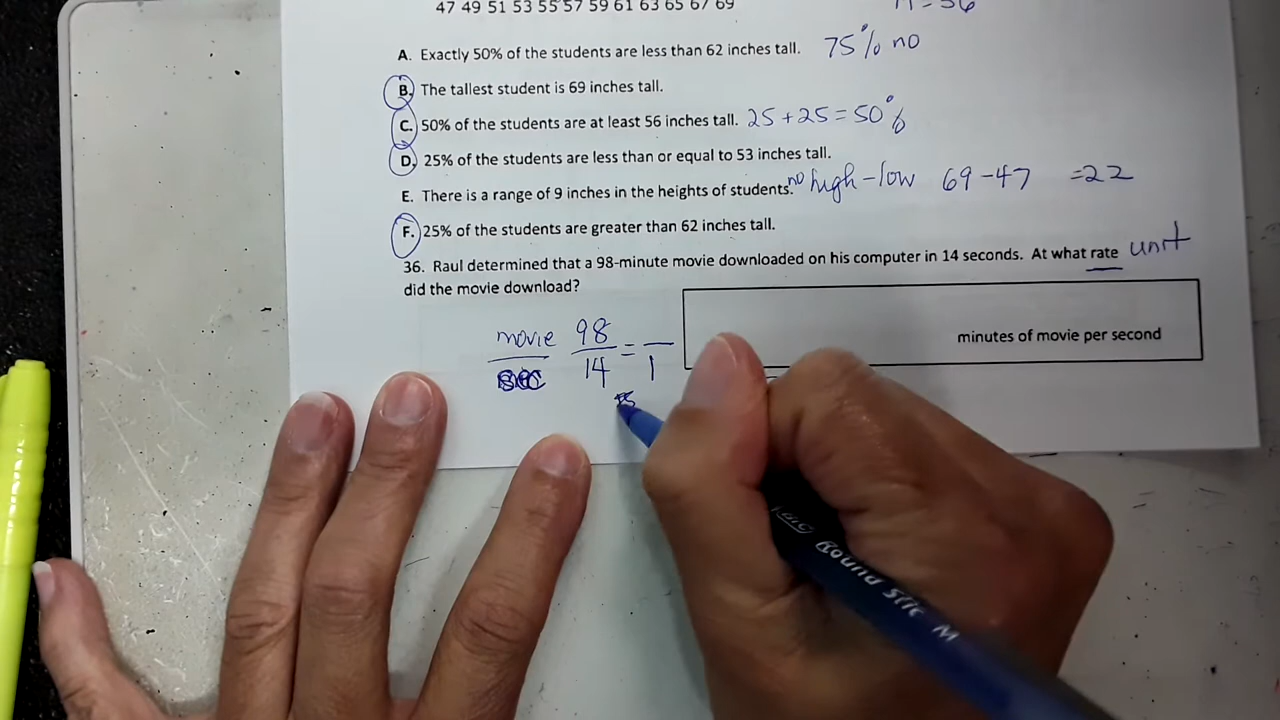 47 49 51 53 55 57 59 61 63 65 67 69
A. Exactly 50% of the students are less than 62 inches tall. 75% no
B. The tallest student is 69 inches tall.
C. 50% of the students are at least 56 inches tall. 25+25=50%
D. 25% of the students are less than or equal to 53 inches tall.
E. There is a range of 9 inches in the heights of students. no high-low 69-47 =22
F. 25% of the students are greater than 62 inches tall.
36. Raul determined that a 98-minute movie downloaded on his computer in 14 seconds. At what rate unit
did the movie download?
movie 98
sec 14 = 1
minutes of movie per second
Round Stic M